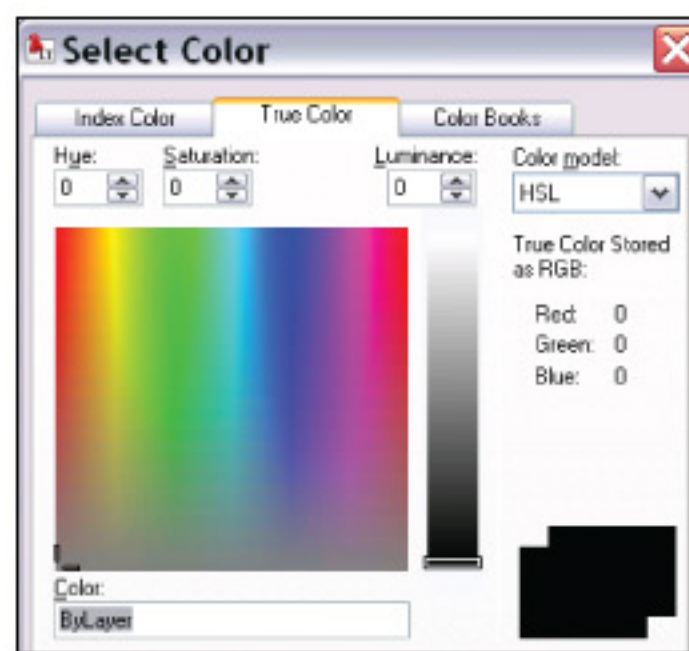 Select Color
Index Color True Color Color Books
Hue: Saturation: Luminance: Color model:
0 0 0 HSL
True Color Stored
as RGB:
Red: 0
Green: 0
Blue: 0
Color:
ByLayer